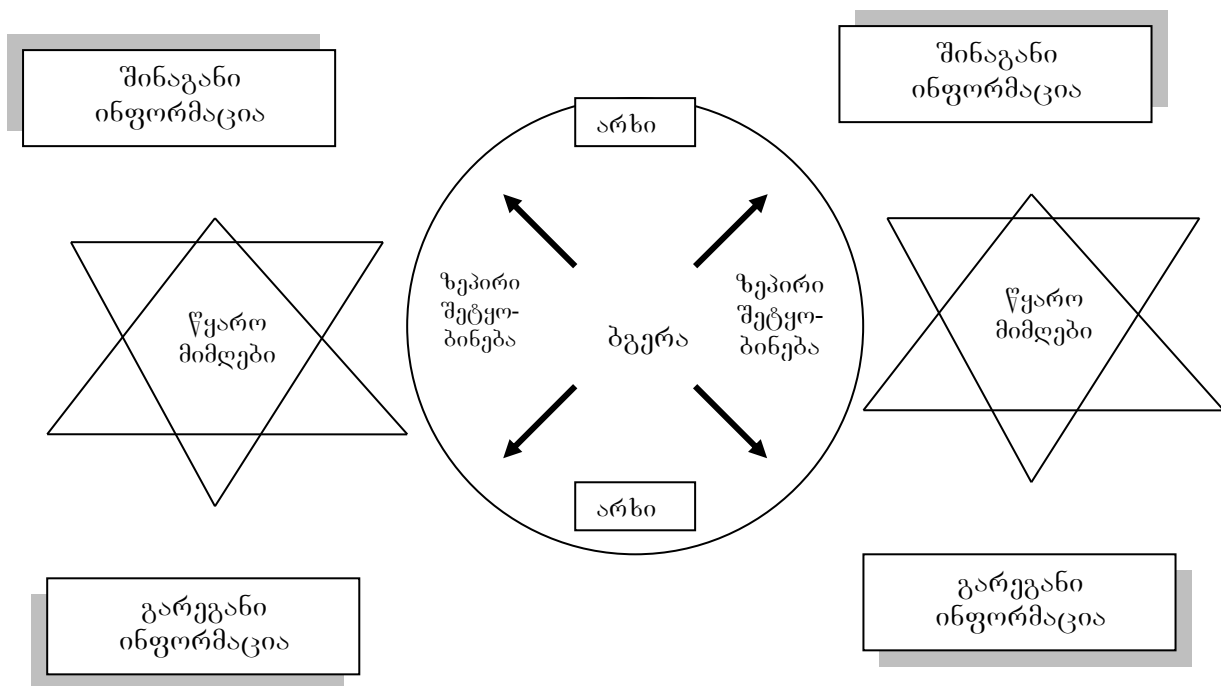 შინაგანი
ინფორმაცია
შინაგანი
ინფორმაცია
არხი
წყარო
მიმღები
ზეპირი
შეტყო-
ბინება
ბგერა
ზეპირი
შეტყო-
ბინება
წყარო
მიმღები
არხი
გარეგანი
ინფორმაცია
გარეგანი
ინფორმაცია